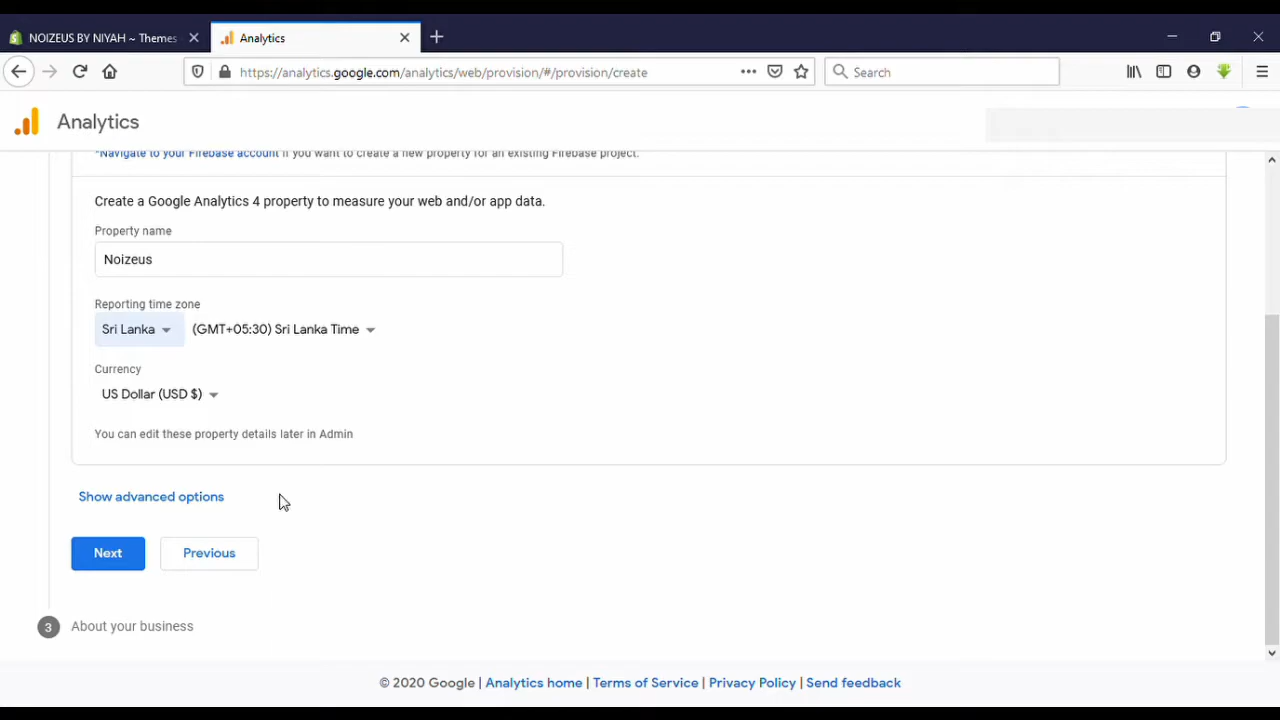 NOIZEUS BY NIYAH ~ Themes
Analytics
https://analytics.google.com/analytics/web/provision/#/provision/create
Search
Analytics
*Navigate to your Firebase account if you want to create a new property for an existing Firebase project.
Create a Google Analytics 4 property to measure your web and/or app data.
Property name
Noizeus
Reporting time zone
Sri Lanka (GMT+05:30) Sri Lanka Time
Currency
US Dollar (USD $)
You can edit these property details later in Admin
Show advanced options
Next Previous
3 About your business
© 2020 Google | Analytics home | Terms of Service | Privacy Policy | Send feedback